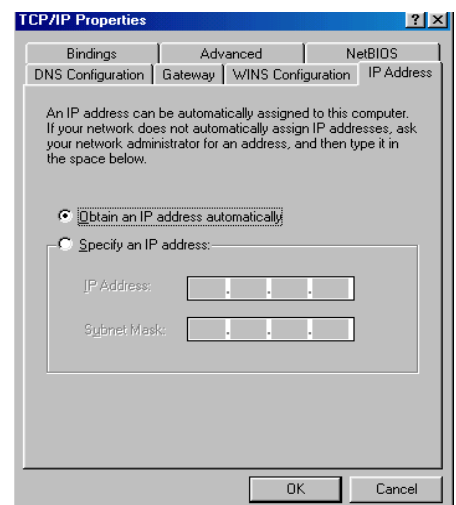 TCP/IP Properties
Bindings Advanced NetBIOS
DNS Configuration Gateway WINS Configuration IP Address
An IP address can be automatically assigned to this computer.
If your network does not automatically assign IP addresses, ask
your network administrator for an address, and then type it in
the space below.
Obtain an IP address automatically
Specify an IP address:
IP Address:
Subnet Mask:
OK Cancel